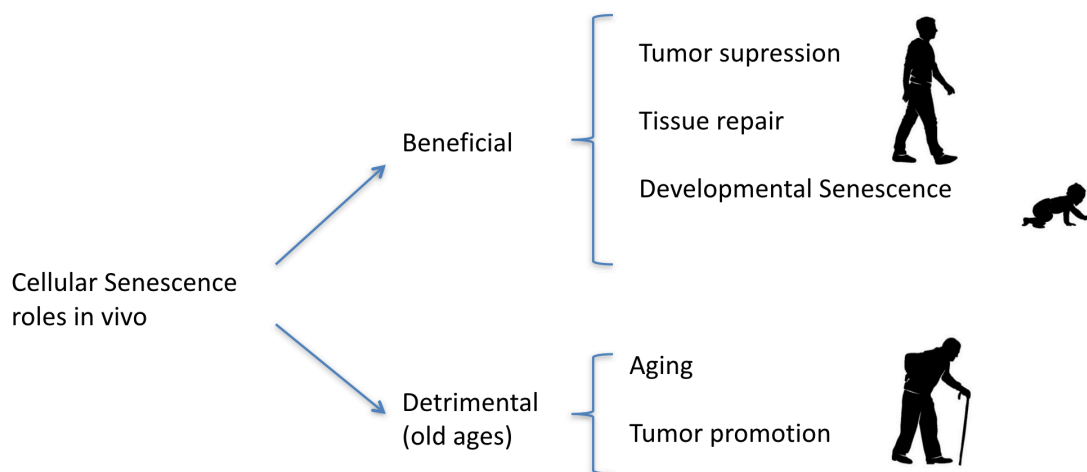 Tumor supression
Tissue repair
Beneficial
Developmental Senescence
Cellular Senescence
roles in vivo
Aging
Detrimental
(old ages)
Tumor promotion